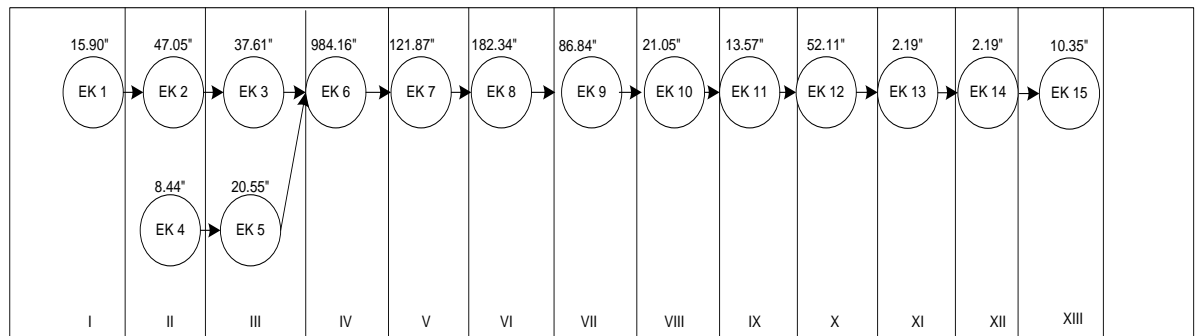 15.90" 47.05" 37.61" 984.16" 121.87" 182.34" 86.84" 21.05" 13.57" 52.11" 2.19" 2.19" 10.35"
EK 1 EK 2 EK 3 EK 6 EK 7 EK 8 EK 9 EK 10 EK 11 EK 12 EK 13 EK 14 EK 15
8.44" 20.55"
EK 4 EK 5
I II III IV V VI VII VIII IX X XI XII XIII